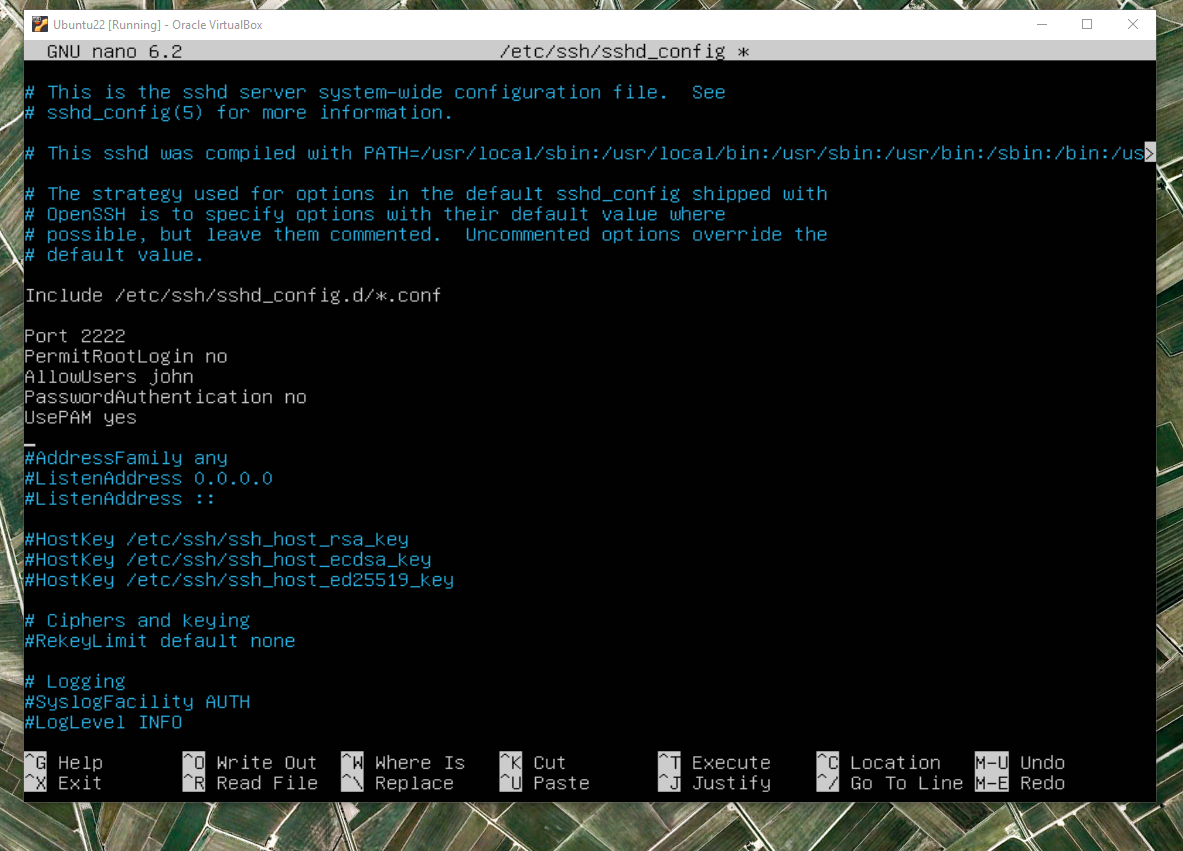 Ubuntu22 [Running] - Oracle VirtualBox
GNU nano 6.2 /etc/ssh/sshd_config *
# This is the sshd server system-wide configuration file.  See
# sshd_config(5) for more information.
# This sshd was compiled with PATH=/usr/local/sbin:/usr/local/bin:/usr/sbin:/usr/bin:/sbin:/bin:/us>
# The strategy used for options in the default sshd_config shipped with
# OpenSSH is to specify options with their default value where
# possible, but leave them commented.  Uncommented options override the
# default value.
Include /etc/ssh/sshd_config.d/*.conf
Port 2222
PermitRootLogin no
AllowUsers john
PasswordAuthentication no
UsePAM yes
#AddressFamily any
#ListenAddress 0.0.0.0
#ListenAddress ::
#HostKey /etc/ssh/ssh_host_rsa_key
#HostKey /etc/ssh/ssh_host_ecdsa_key
#HostKey /etc/ssh/ssh_host_ed25519_key
# Ciphers and keying
#RekeyLimit default none
# Logging
#SyslogFacility AUTH
#LogLevel INFO
^G Help ^O Write Out ^W Where Is ^K Cut ^T Execute ^C Location M-U Undo
^X Exit ^R Read File ^\ Replace ^U Paste ^J Justify ^/ Go To Line M-E Redo